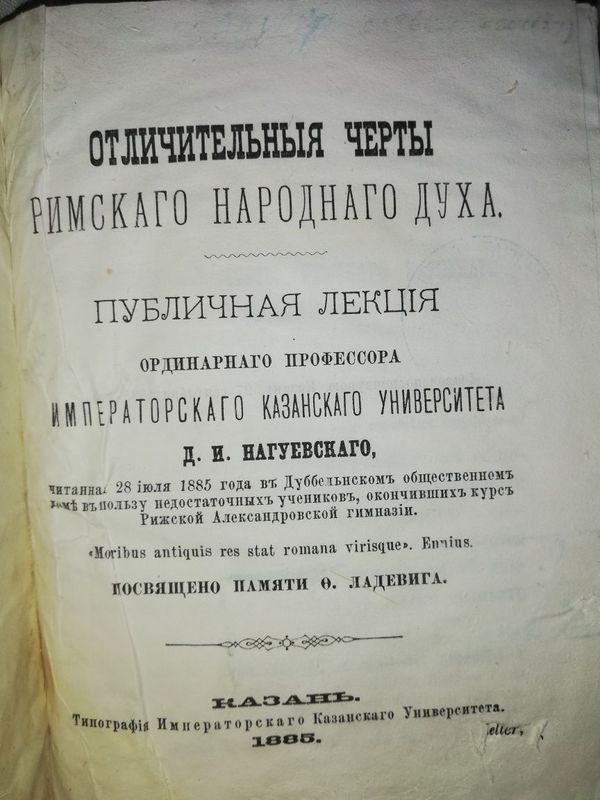 ОТЛИЧИТЕЛЬНЫЯ ЧЕРТЫ
РИМСКАГО НАРОДНАГО ДУХА.
ПУБЛИЧНАЯ ЛЕКЦІЯ
ОРДИНАРНАГО ПРОФЕССОРА
ИМПЕРАТОРСКАГО КАЗАНСКАГО УНИВЕРСИТЕТА
Д. И. НАГУЕВСКАГО,
читанная 28 іюля 1885 года въ Дуббельнскомъ общественномъ
домѣ въ пользу недостаточныхъ учениковъ, окончившихъ курсъ
Рижской Александровской гимназіи.
«Moribus antiquis res stat romana virisque». Ennius.
ПОСВЯЩЕНО ПАМЯТИ Ѳ. ЛАДЕВИГА.
КАЗАНЬ.
Типографія Императорскаго Казанскаго Университета.
1885.